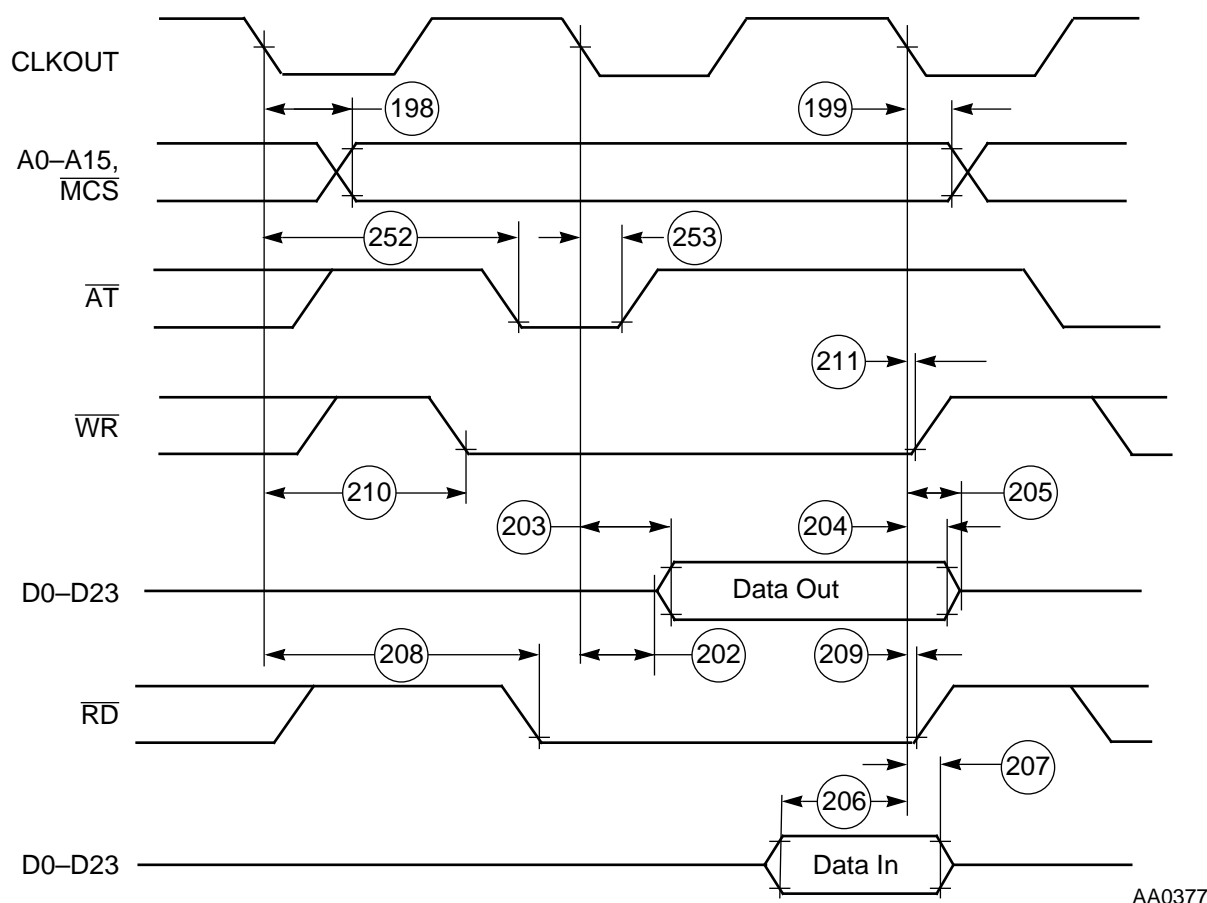 CLKOUT
198
199
A0–A15,
MCS
252
253
AT
211
WR
210
205
203
204
D0–D23
Data Out
208
202
209
RD
207
206
D0–D23
Data In
AA0377